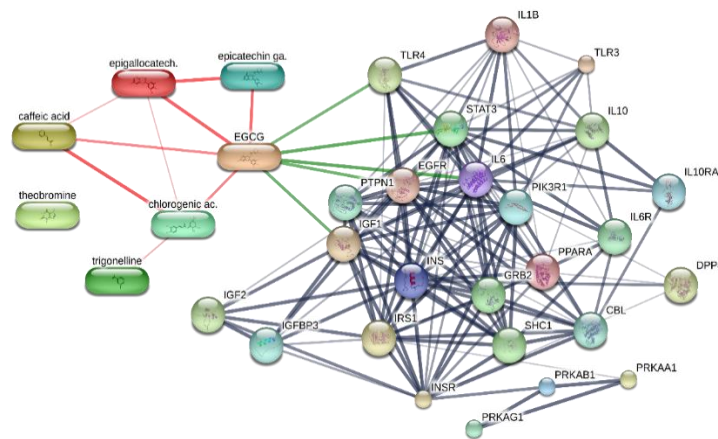 IL1B
epigallocatech.
epicatechin ga.
TLR4
TLR3
caffeic acid
STAT3
IL10
EGCG
EGFR
IL6
PTPN1
PIK3R1
IL10RA
theobromine
chlorogenic ac.
IL6R
IGF1
trigonelline
INS
PPARA
GRB2
DPP
IGF2
IGFBP3
IRS1
SHC1
CBL
INSR
PRKAB1
PRKAA1
PRKAG1